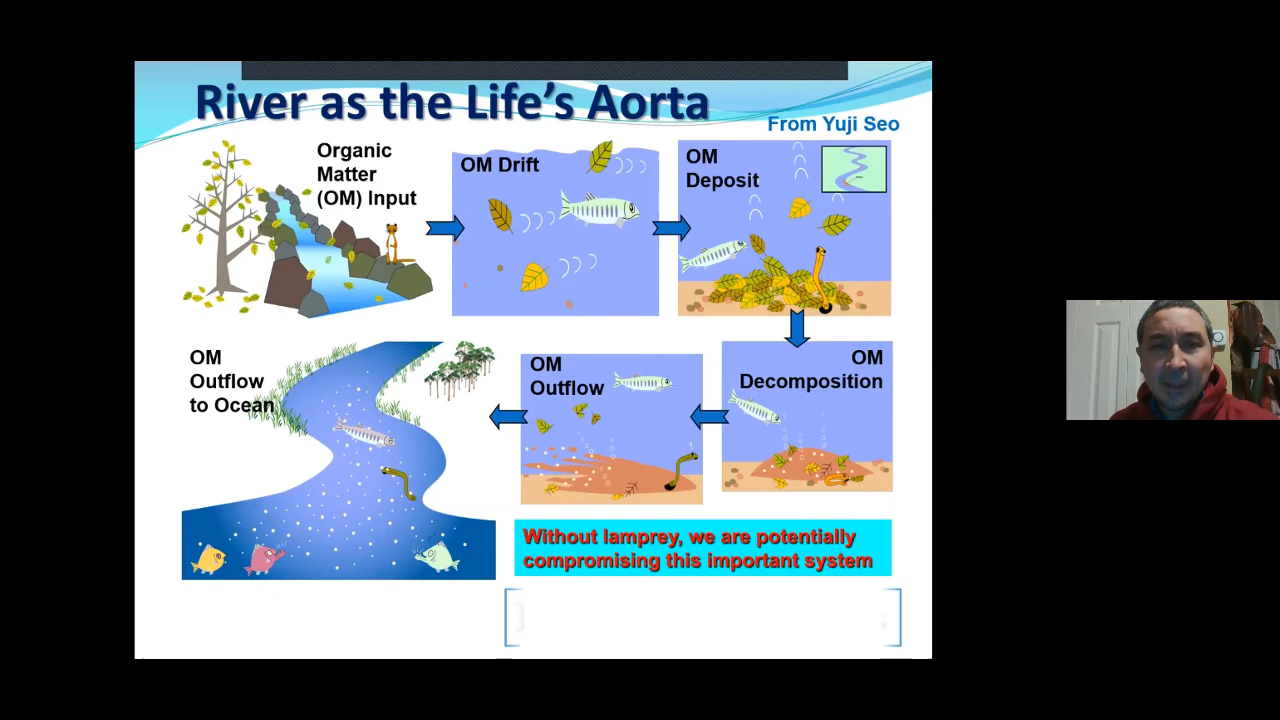 River as the Life's Aorta
From Yuji Seo
Organic
Matter
(OM) Input
OM Drift
OM
Deposit
OM
Decomposition
OM
Outflow
OM
Outflow
to Ocean
Without lamprey, we are potentially
compromising this important system